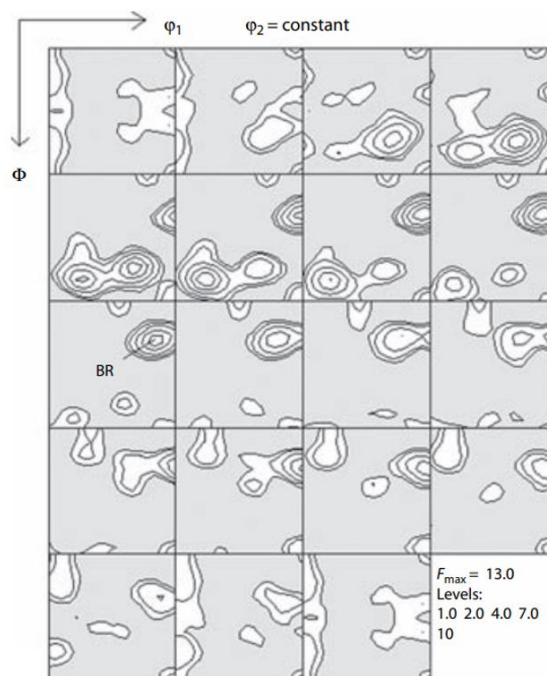 φ₁ φ₂ = constant
Φ
BR
Fmax = 13.0
Levels:
1.0 2.0 4.0 7.0
10